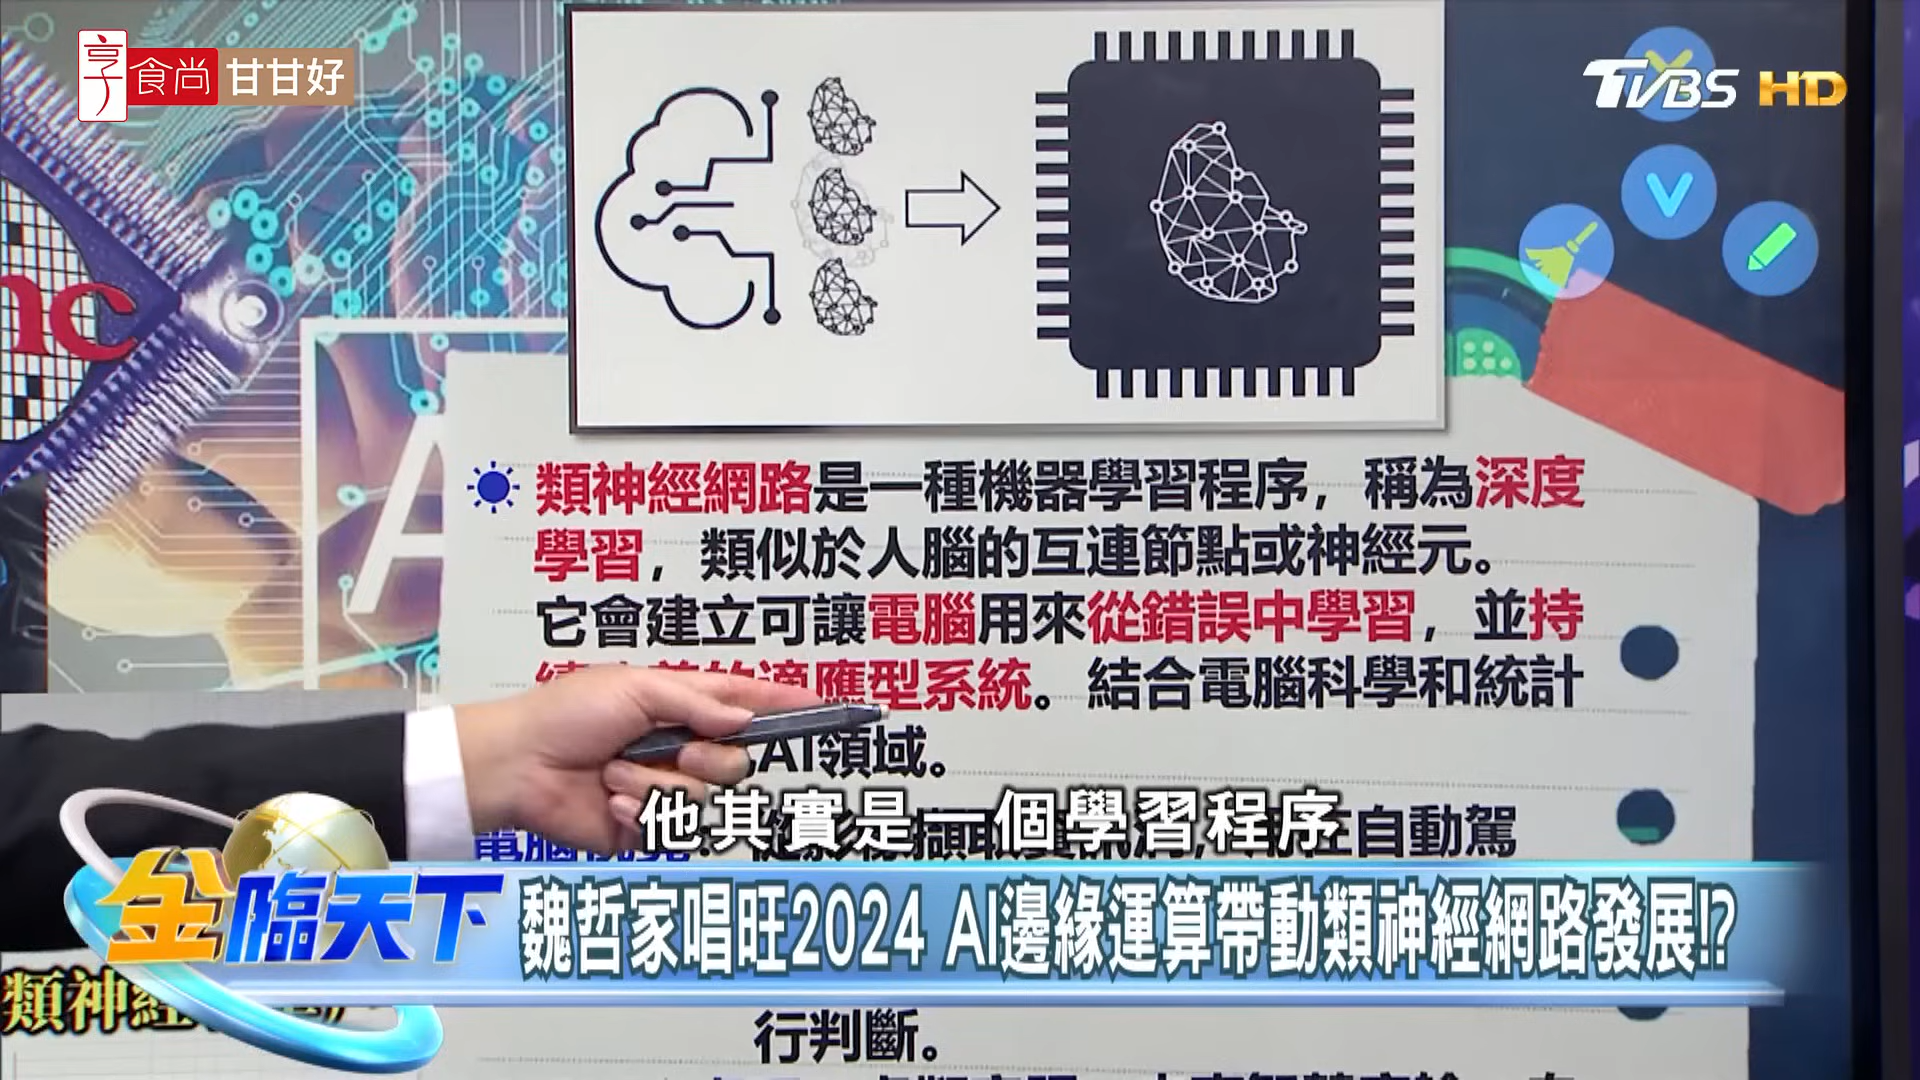 享食尚 甘甘好
TVBS HD
nc
A
類神經網路是一種機器學習程序，稱為深度
學習，類似於人腦的互連節點或神經元。
它會建立可讓電腦用來從錯誤中學習，並持
適應型系統。結合電腦科學和統計
AI領域。
他其實是一個學習程序
自動駕
金臨天下
魏哲家唱旺2024 AI邊緣運算帶動類神經網路發展!?
類神經
行判斷。